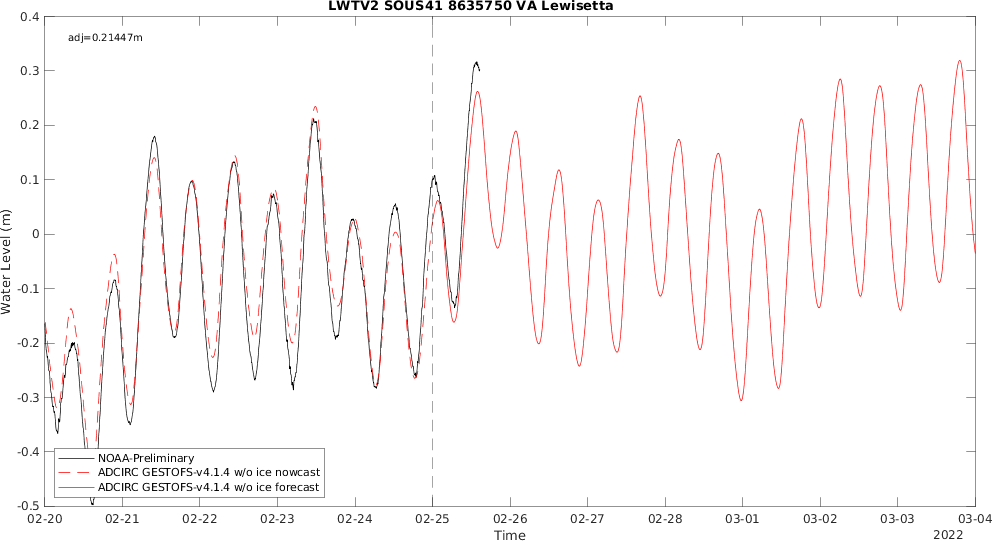 LWTV2 SOUS41 8635750 VA Lewisetta
adj=0.21447m
0.4
0.3
0.2
0.1
0
-0.1
-0.2
-0.3
-0.4
-0.5
Water Level (m)
NOAA-Preliminary
ADCIRC GESTOFS-v4.1.4 w/o ice nowcast
ADCIRC GESTOFS-v4.1.4 w/o ice forecast
02-20 02-21 02-22 02-23 02-24 02-25 02-26 02-27 02-28 03-01 03-02 03-03 03-04
Time
2022